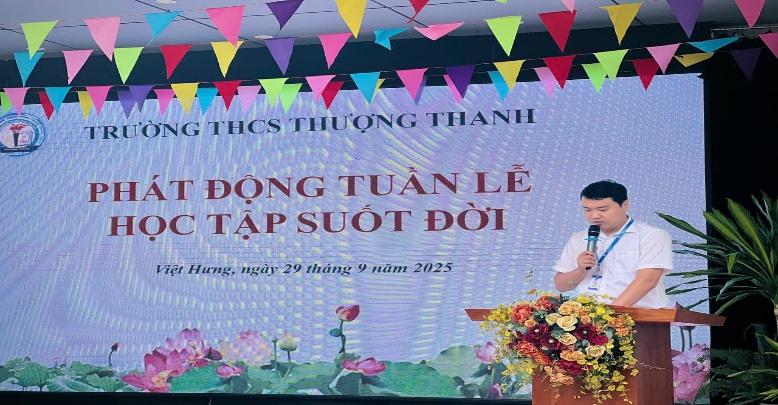 TRƯỜNG THCS THƯỢNG THANH
PHÁT ĐỘNG TUẦN LỄ
HỌC TẬP SUỐT ĐỜI
Việt Hưng, ngày 29 tháng 9 năm 2025